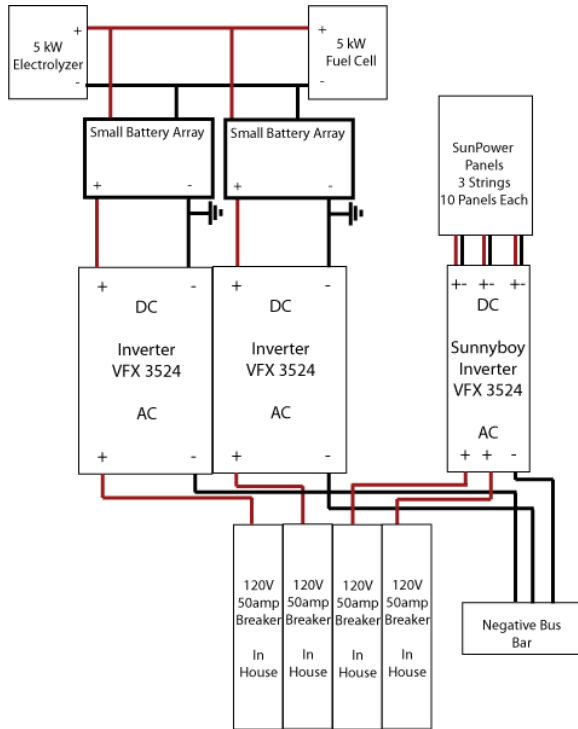 5 kW
Electrolyzer
+
-
5 kW
Fuel Cell
+
-
Small Battery Array
+ -
Small Battery Array
+ -
SunPower
Panels
3 Strings
10 Panels Each
+ -
DC
Inverter
VFX 3524
AC
+ -
+ -
DC
Inverter
VFX 3524
AC
+ -
+- +- +-
DC
Sunnyboy
Inverter
VFX 3524
AC
+ + -
120V
50amp
Breaker
In
House
120V
50amp
Breaker
In
House
120V
50amp
Breaker
In
House
120V
50amp
Breaker
In
House
Negative Bus
Bar